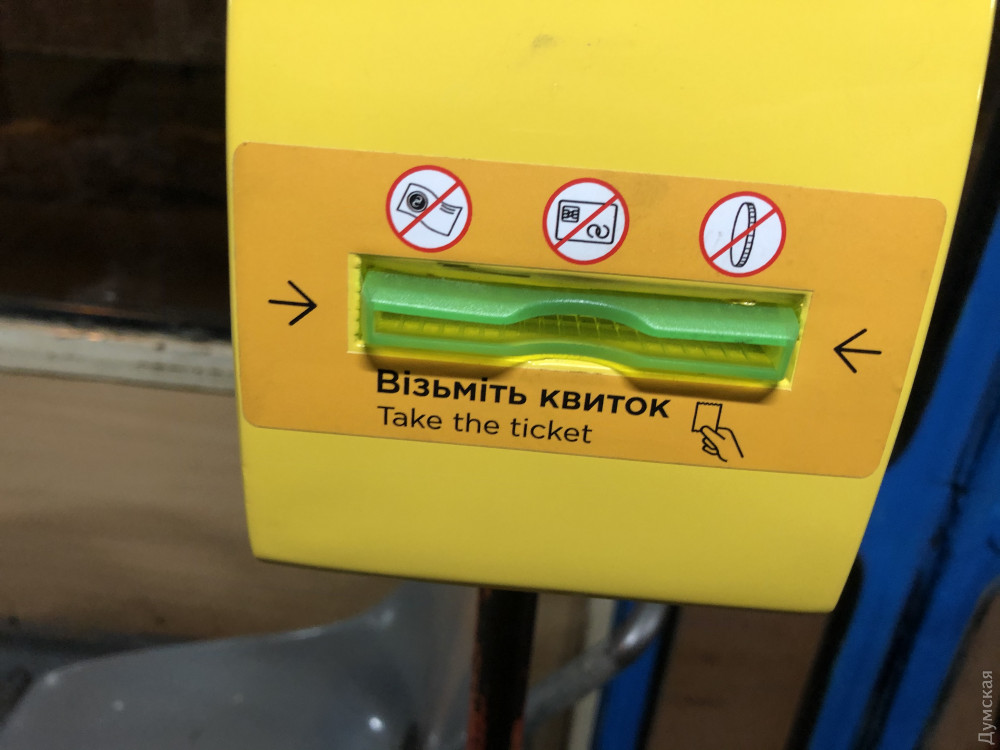 Візьміть квиток
Take the ticket
Думская